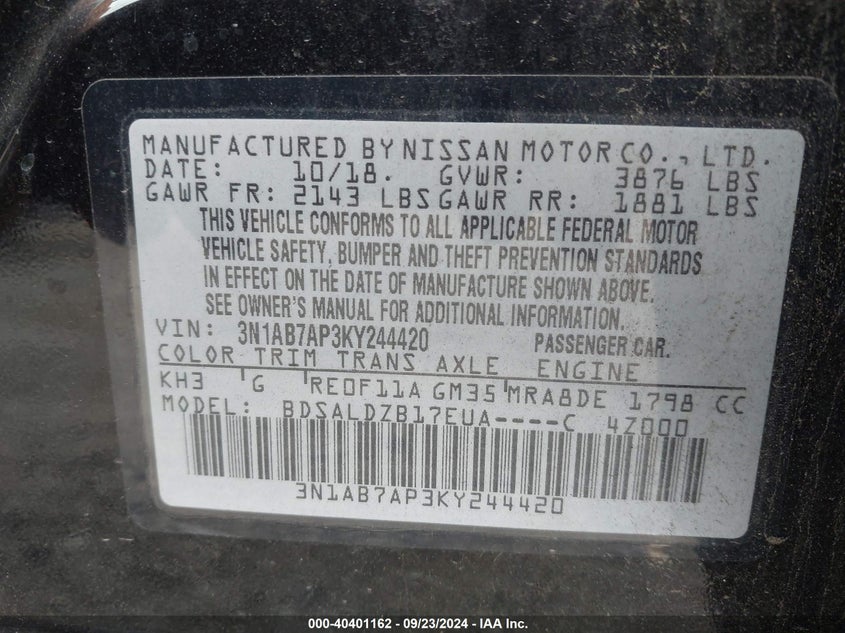 MANUFACTURED BY NISSAN MOTOR CO., LTD.
DATE: 10/18. GVWR: 3876 LBS
GAWR FR: 2143 LBS GAWR RR: 1881 LBS
THIS VEHICLE CONFORMS TO ALL APPLICABLE FEDERAL MOTOR
VEHICLE SAFETY, BUMPER AND THEFT PREVENTION STANDARDS
IN EFFECT ON THE DATE OF MANUFACTURE SHOWN ABOVE.
SEE OWNER'S MANUAL FOR ADDITIONAL INFORMATION.
VIN: 3N1AB7AP3KY244420 PASSENGER CAR.
COLOR TRIM TRANS AXLE ENGINE
KH3 G RE0F11A GM35 MRA8DE 1798 CC
MODEL: BDSALDZB17EUA----C 4Z000
3N1AB7AP3KY244420
000-40401162 - 09/23/2024 - IAA Inc.